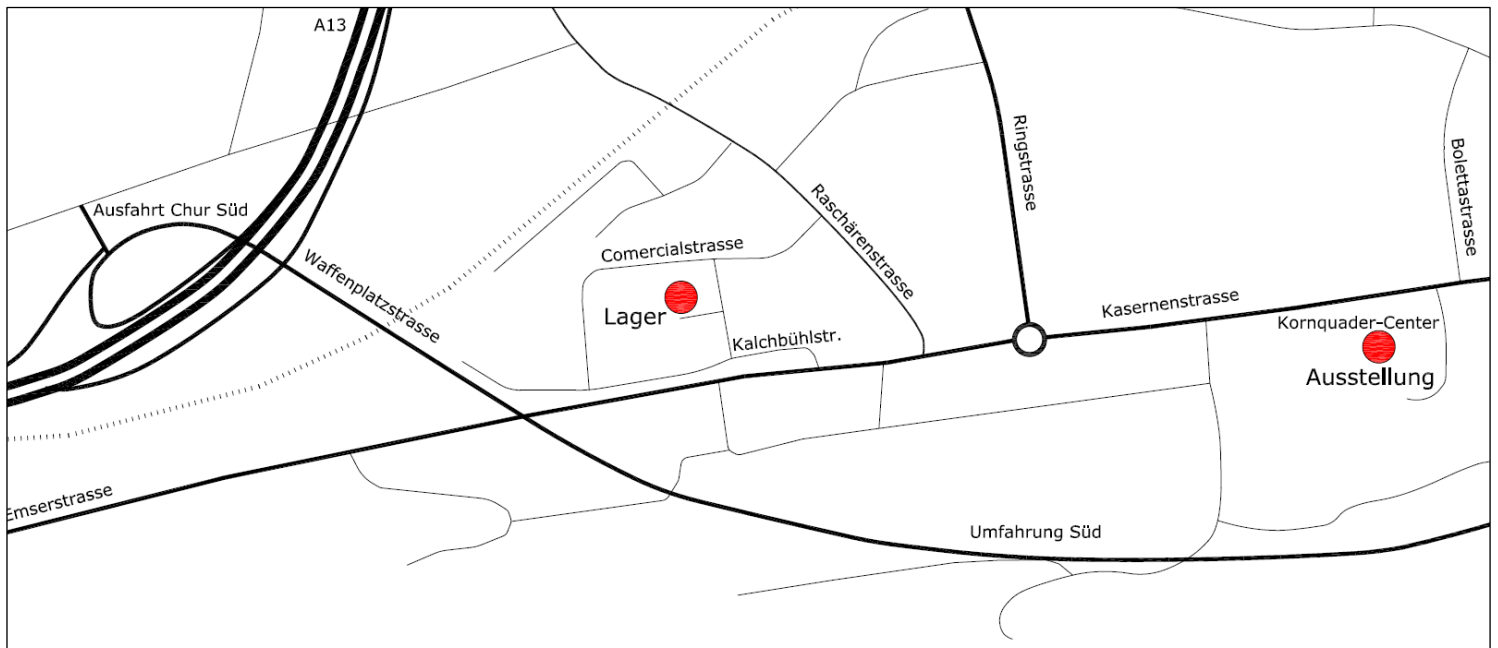 A13
Ausfahrt Chur Süd
Waffenplatzstrasse
Comercialstrasse
Lager
Kalchbühlstr.
Raschärenstrasse
Ringstrasse
Bolettastrasse
Kasernenstrasse
Kornquader-Center
Ausstellung
Emserstrasse
Umfahrung Süd